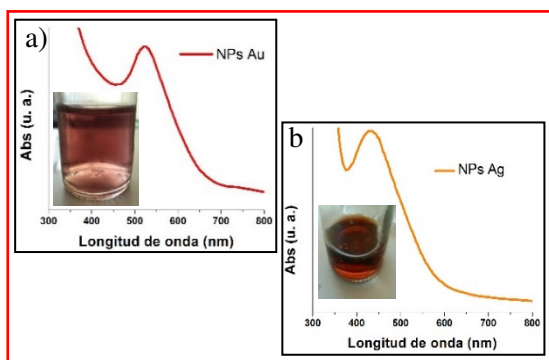 a)
NPs Au
Abs (u. a.)
300 400 500 600 700 800
Longitud de onda (nm)
b
NPs Ag
Abs (u. a.)
300 400 500 600 700 800
Longitud de onda (nm)